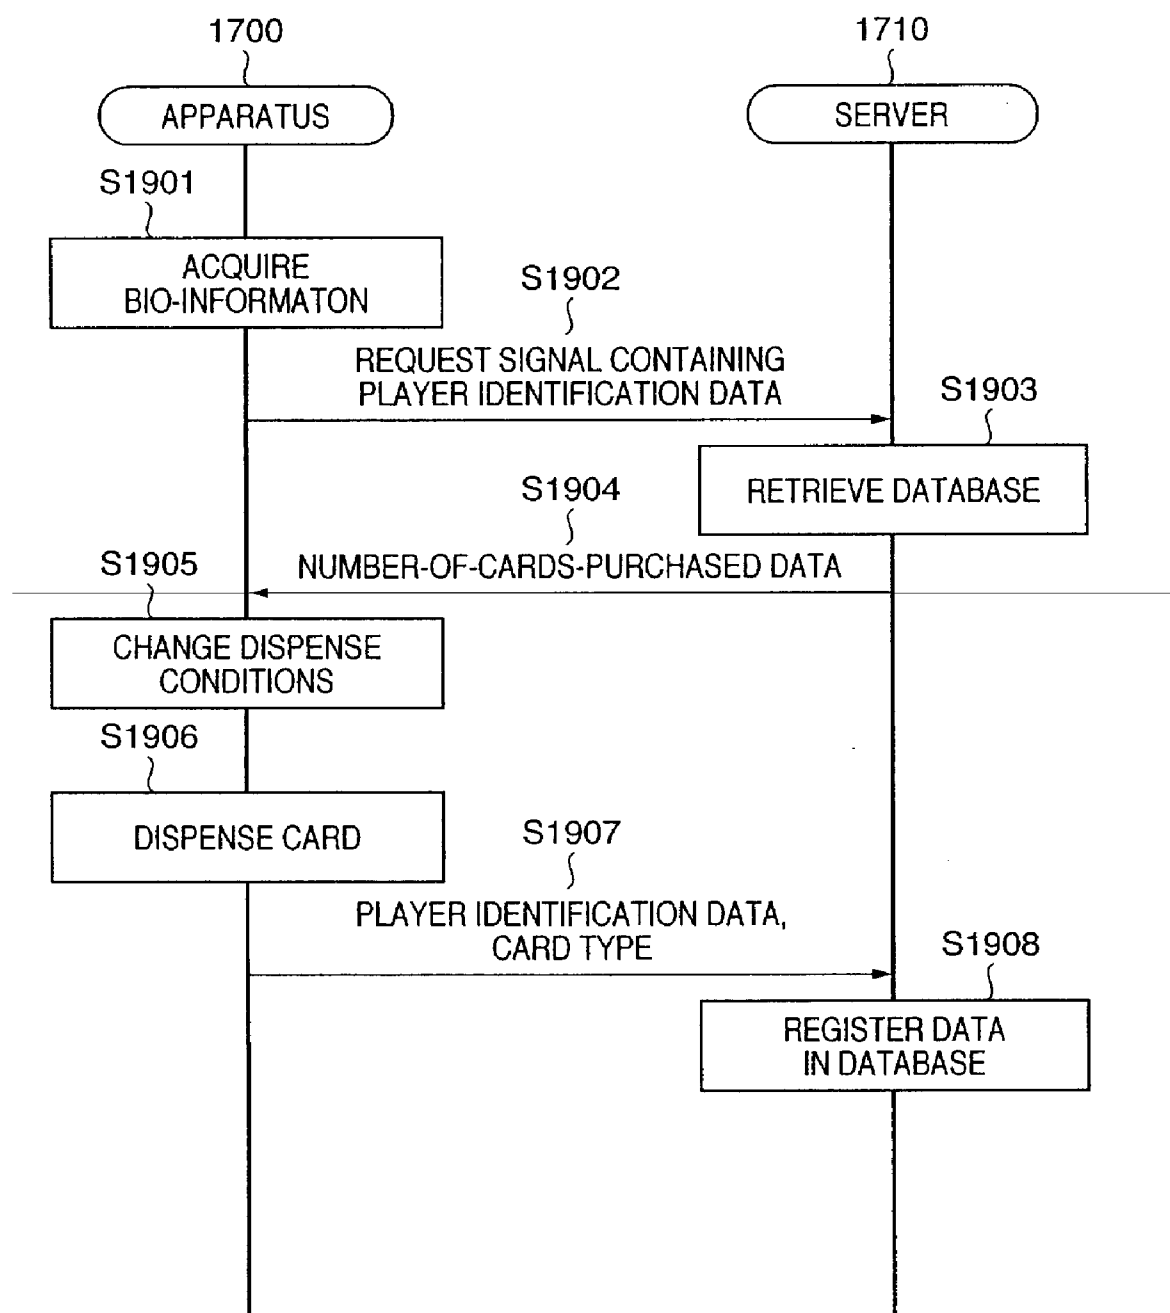 1700
1710
APPARATUS
SERVER
S1901
ACQUIRE
BIO-INFORMATON
S1902
REQUEST SIGNAL CONTAINING
PLAYER IDENTIFICATION DATA
S1903
RETRIEVE DATABASE
S1904
NUMBER-OF-CARDS-PURCHASED DATA
S1905
CHANGE DISPENSE
CONDITIONS
S1906
DISPENSE CARD
S1907
PLAYER IDENTIFICATION DATA,
CARD TYPE
S1908
REGISTER DATA
IN DATABASE